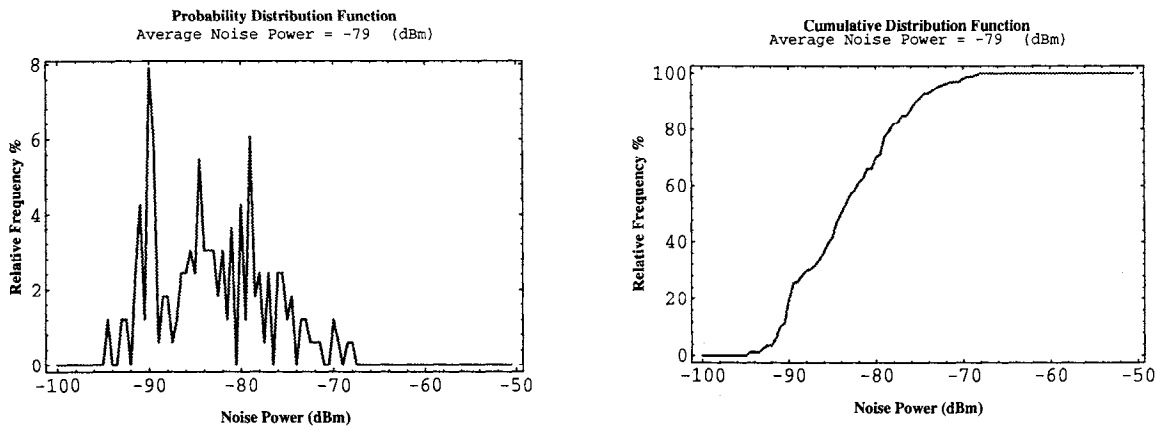 Probability Distribution Function
Average Noise Power = -79 (dBm)
8
6
4
2
0
Relative Frequency %
-100
-90
-80
-70
-60
-50
Noise Power (dBm)
Cumulative Distribution Function
Average Noise Power = -79 (dBm)
100
80
60
40
20
0
Relative Frequency %
-100
-90
-80
-70
-60
-50
Noise Power (dBm)